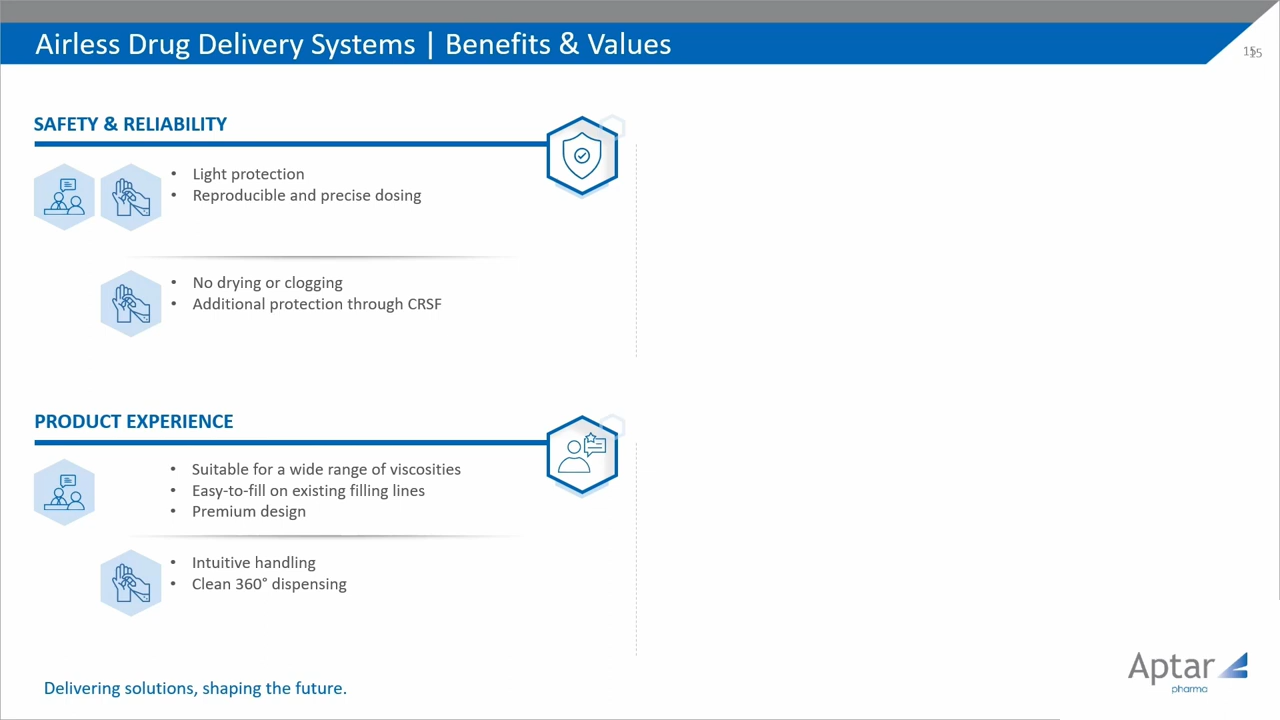 Airless Drug Delivery Systems | Benefits & Values
15
15
SAFETY & RELIABILITY
• Light protection
• Reproducible and precise dosing
• No drying or clogging
• Additional protection through CRSF
PRODUCT EXPERIENCE
• Suitable for a wide range of viscosities
• Easy-to-fill on existing filling lines
• Premium design
• Intuitive handling
• Clean 360° dispensing
Delivering solutions, shaping the future.
Aptar
pharma